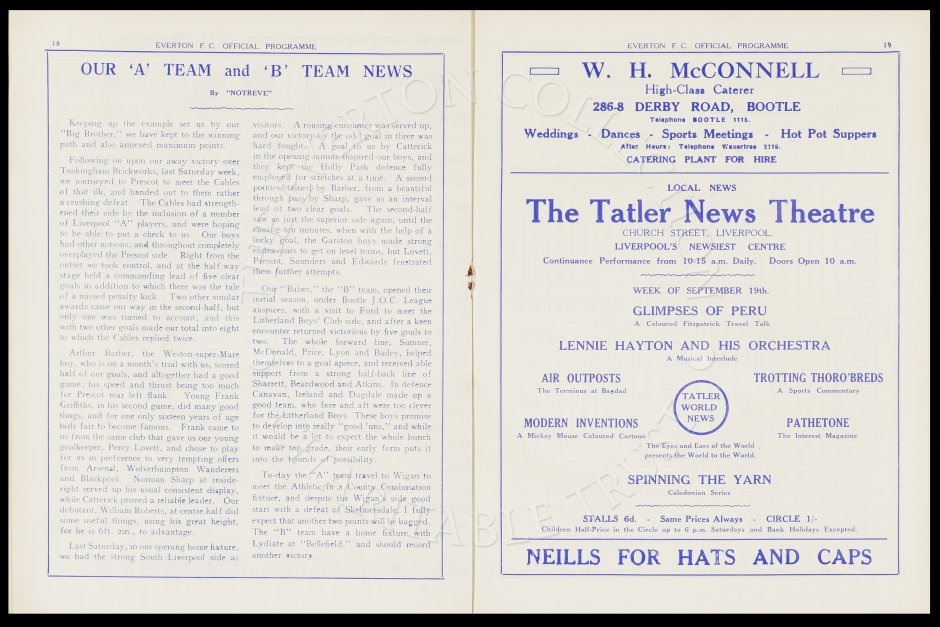 18
EVERTON F. C. OFFICIAL PROGRAMME
OUR 'A' TEAM and 'B' TEAM NEWS
By "NOTREVE"
Keeping up the example set us by our
"Big Brother," we have kept to the winning
path and also annexed maximum points.
Following on upon our away victory over
Tushingham Brickworks, last Saturday week,
we journeyed to Prescot to meet the Cables
of that ilk, and handed out to them rather
a crushing defeat. The Cables had strength-
ened their side by the inclusion of a number
of Liverpool "A" players, and were hoping
to be able to put a check to us. Our boys
had other notions, and throughout completely
overplayed the Prescot side. Right from the
outset we took control, and at the half-way
stage held a commanding lead of five clear
goals in addition to which there was the tale
of a missed penalty kick. Two other similar
awards came our way in the second-half, but
only one was turned to account, and this
with two other goals made our total into eight
to which the Cables replied twice.
Arthur Barber, the Weston-super-Mare
boy, who is on a month's trial with us, scored
half of our goals, and altogether had a good
game; his speed and thrust being too much
for Prescot rear left flank. Young Frank
Griffiths, in his second game, did many good
things, and for one only sixteen years of age
bids fair to become famous. Frank came to
us from the same club that gave us our young
goalkeeper, Percy Lovett, and chose to play
for us in preference to very tempting offers
from Arsenal, Wolverhampton Wanderers
and Blackpool. Norman Sharp at inside-
right served up his usual consistent display,
while Catterick proved a reliable leader. Our
debutant, William Roberts, at centre-half did
some useful things, using his great height,
for he is 6ft. 2in., to advantage.
Last Saturday, in our opening home fixture,
we had the strong South Liverpool side as
visitors. A rousing encounter was served up,
and our victory by the odd goal in three was
hard fought. A goal to us by Catterick
in the opening minute inspired our boys, and
they kept the Holly Park defence fully
employed for stretches at a time. A second
point obtained by Barber, from a beautiful
through pass by Sharp, gave us an interval
lead of two clear goals. The second-half
saw us just the superior side again, until the
closing ten minutes, when with the help of a
lucky goal, the Garston boys made strong
endeavours to get on level terms, but Lovett,
Prescot, Saunders and Edwards frustrated
their further attempts.
Our "Babes," the "B" team, opened their
initial season, under Bootle J.O.C. League
auspices, with a visit to Ford to meet the
Litherland Boys' Club side, and after a keen
encounter returned victorious by five goals to
two. The whole forward line, Sumner,
McDonald, Price, Lyon and Bailey, helped
themselves to a goal apiece, and received able
support from a strong half-back line of
Sharrett, Beardwood and Atkins. In defence
Canavan, Ireland and Dugdale made up a
good team, who fore and aft were too clever
for the Litherland Boys. These boys promise
to develop into really "good 'uns," and while
it would be a lot to expect the whole bunch
to make top grade, their early form puts it
into the bounds of possibility.
To-day the "A" team travel to Wigan to
meet the Athletic in a County Combination
fixture, and despite the Wigan's side good
start with a defeat of Skelmersdale, I fully
expect that another two points will be bagged.
The "B" team have a home fixture with
Lydiate at "Bellefield," and should record
another victory.
EVERTON F. C. OFFICIAL PROGRAMME
19
W. H. McCONNELL
High-Class Caterer
286-8 DERBY ROAD, BOOTLE
Telephone BOOTLE 1115.
Weddings - Dances - Sports Meetings - Hot Pot Suppers
After Hours: Telephone Wavertree 2719.
CATERING PLANT FOR HIRE
LOCAL NEWS
The Tatler News Theatre
CHURCH STREET, LIVERPOOL.
LIVERPOOL'S NEWSIEST CENTRE
Continuance Performance from 10-15 a.m. Daily. Doors Open 10 a.m.
WEEK OF SEPTEMBER 19th.
GLIMPSES OF PERU
A Coloured Fitzpatrick Travel Talk
LENNIE HAYTON AND HIS ORCHESTRA
A Musical Interlude
AIR OUTPOSTS
The Terminus at Bagdad
TROTTING THORO'BREDS
A Sports Commentary
TATLER
WORLD
NEWS
MODERN INVENTIONS
A Mickey Mouse Coloured Cartoon
PATHETONE
The Interest Magazine
The Eyes and Ears of the World
presents the World to the World.
SPINNING THE YARN
Caledonian Series
STALLS 6d. - Same Prices Always - CIRCLE 1/-
Children Half-Price in the Circle up to 6 p.m. Saturdays and Bank Holidays Excepted.
NEILLS FOR HATS AND CAPS